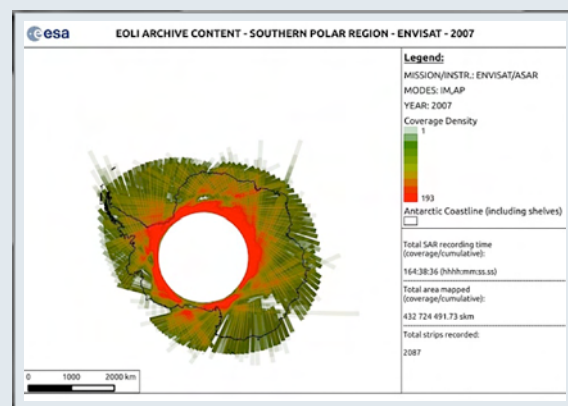 esa
EOLI ARCHIVE CONTENT - SOUTHERN POLAR REGION - ENVISAT - 2007
Legend:
MISSION/INSTR.: ENVISAT/ASAR
MODES: IM,AP
YEAR: 2007
Coverage Density
1
193
Antarctic Coastline (including shelves)
Total SAR recording time
(coverage/cumulative):
164:38:36 (hhhh:mm:ss.ss)
Total area mapped
(coverage/cumulative):
432 724 491.73 skm
Total strips recorded:
2087
0 1000 2000 km